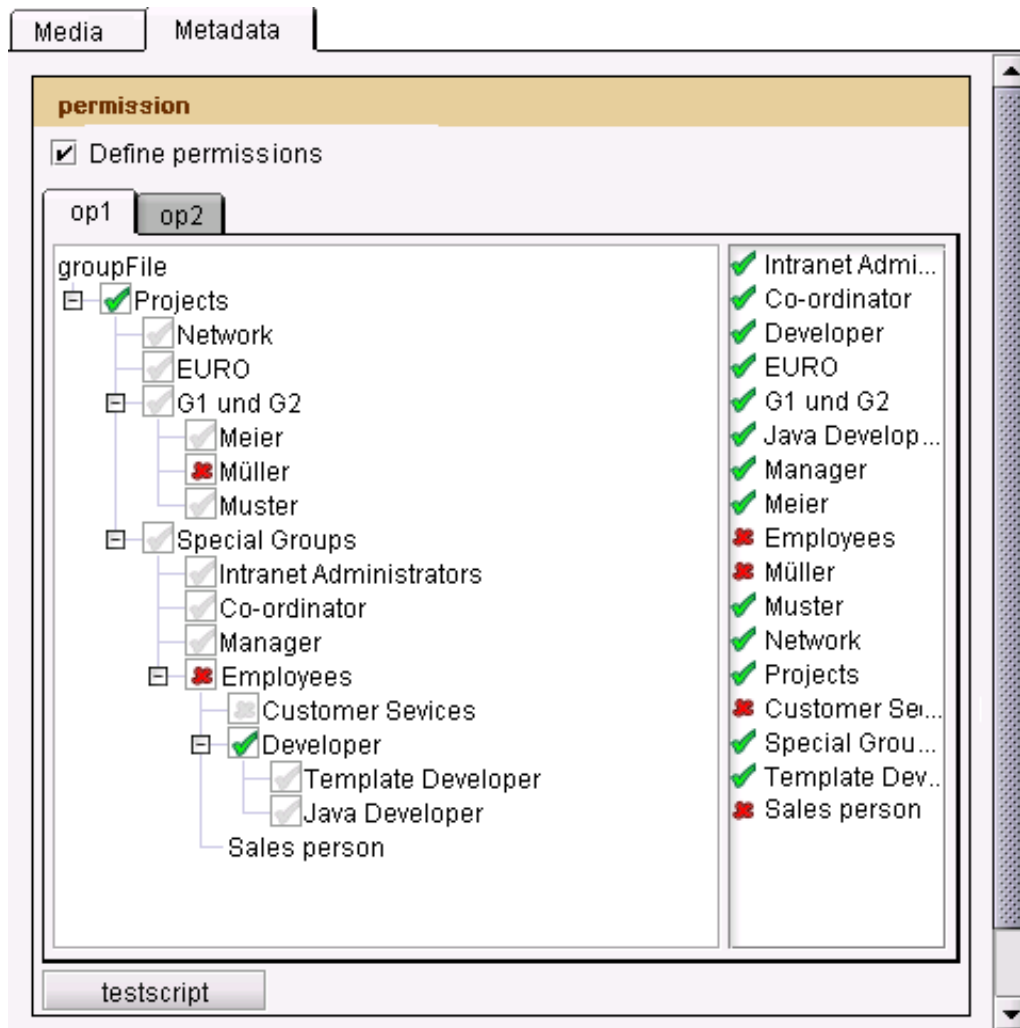 Media
Metadata
permission
Define permissions
op1
op2
groupFile
Projects
Network
EURO
G1 und G2
Meier
Müller
Muster
Special Groups
Intranet Administrators
Co-ordinator
Manager
Employees
Customer Sevices
Developer
Template Developer
Java Developer
Sales person
Intranet Admi...
Co-ordinator
Developer
EURO
G1 und G2
Java Develop...
Manager
Meier
Employees
Müller
Muster
Network
Projects
Customer Se...
Special Grou...
Template Dev..
Sales person
testscript